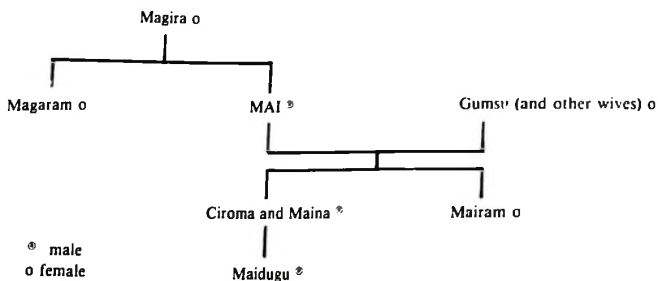 Magira o
Magaram o
MAI ®
Gumsu (and other wives) o
Ciroma and Maina ®
Mairam o
® male
o female
Maidugu ®